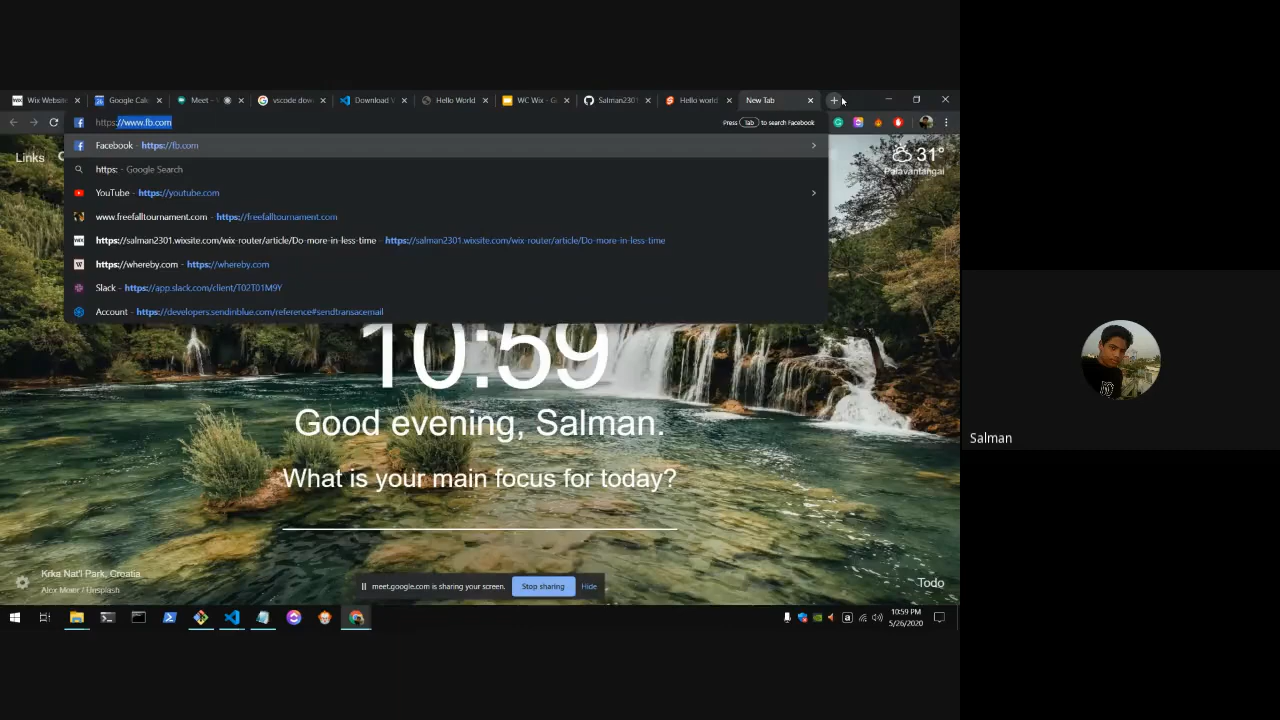 Wix Website
Google Cal
Meet -
vscode dow
Download V
Hello World
WC Wix - G
Salman2301
Hello world
New Tab
https://www.fb.com
Press Tab to search Facebook
Facebook - https://fb.com
https: - Google Search
YouTube - https://youtube.com
www.freefalltournament.com - https://freefalltournament.com
https://salman2301.wixsite.com/wix-router/article/Do-more-in-less-time - https://salman2301.wixsite.com/wix-router/article/Do-more-in-less-time
https://whereby.com - https://whereby.com
Slack - https://app.slack.com/client/T02T01M9Y
Account - https://developers.sendinblue.com/reference#sendtransacemail
Links
31°
Palavantangal
10:59
Good evening, Salman.
What is your main focus for today?
Krka Nat'l Park, Croatia
Alex Meier / Unsplash
Todo
meet.google.com is sharing your screen.
Stop sharing
Hide
10:59 PM
5/26/2020
Salman